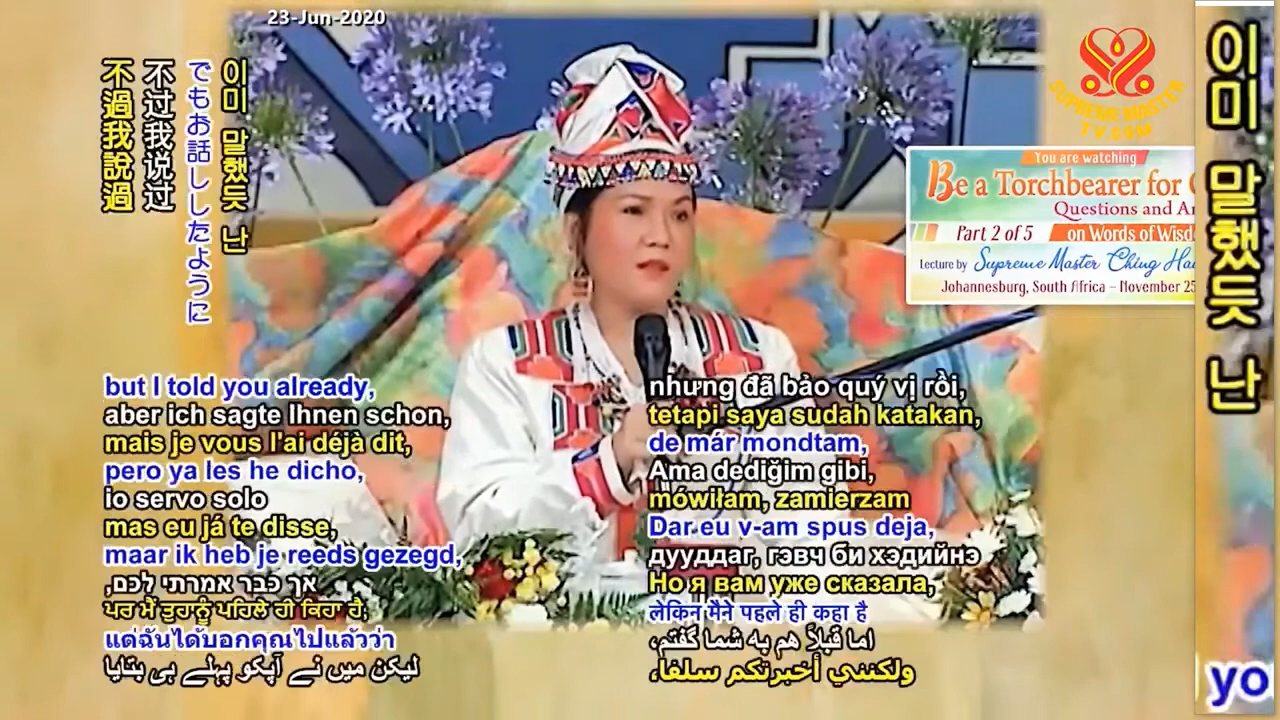 23-Jun-2020
SUPREME MASTER
TV.COM
You are watching
Be a Torchbearer for
Questions and
Part 2 of 5
on Words of
Lecture by Supreme Master Ching Hai
Johannesburg, South Africa – November 25
이미 말했듯 난
でもお話ししたように
不过我说过
不過我說過
but I told you already,
aber ich sagte Ihnen schon,
mais je vous l'ai déjà dit,
pero ya les he dicho,
io servo solo
mas eu já te disse,
maar ik heb je reeds gezegd,
אך כבר אמרתי לכם,
ਪਰ ਮੈਂ ਤੁਹਾਨੂੰ ਪਹਿਲੇ ਹੀ ਕਿਹਾ ਹੈ,
แต่ฉันได้บอกคุณไปแล้วว่า
لیکن میں نے آپکو پہلے ہی بتایا
nhưng đã bảo quý vị rồi,
tetapi saya sudah katakan,
de már mondtam,
Ama dediğim gibi,
mówiłam, zamierzam
Dar eu v-am spus deja,
дууддаг, гэвч би хэдийнэ
Но я вам уже сказала,
लेकिन मैंने पहले ही कहा है
اما قبلاً هم به شما گفتم،
ولكنني أخبرتكم سلفا،
이미 말했듯 난
yo